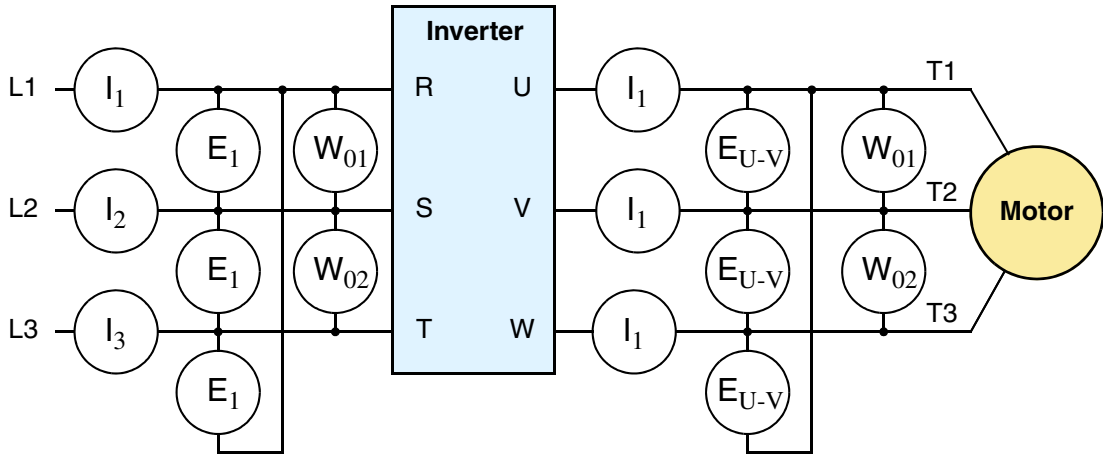 Inverter
L1 I1 R U I1 T1
E1 W01 EU-V W01
L2 I2 S V I1 T2 Motor
E1 W02 EU-V W02
L3 I3 T W I1 T3
E1 EU-V